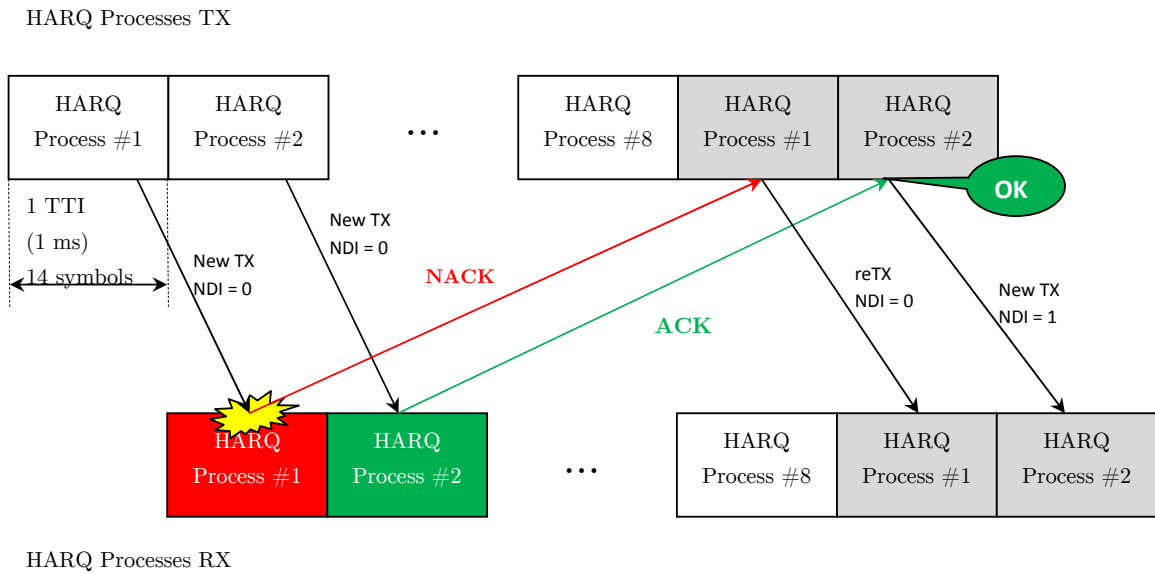 HARQ Processes TX
HARQ
Process #1
HARQ
Process #2
...
HARQ
Process #8
HARQ
Process #1
HARQ
Process #2
OK
1 TTI
(1 ms)
14 symbols
New TX
NDI = 0
New TX
NDI = 0
NACK
ACK
reTX
NDI = 0
New TX
NDI = 1
HARQ
Process #1
HARQ
Process #2
...
HARQ
Process #8
HARQ
Process #1
HARQ
Process #2
HARQ Processes RX